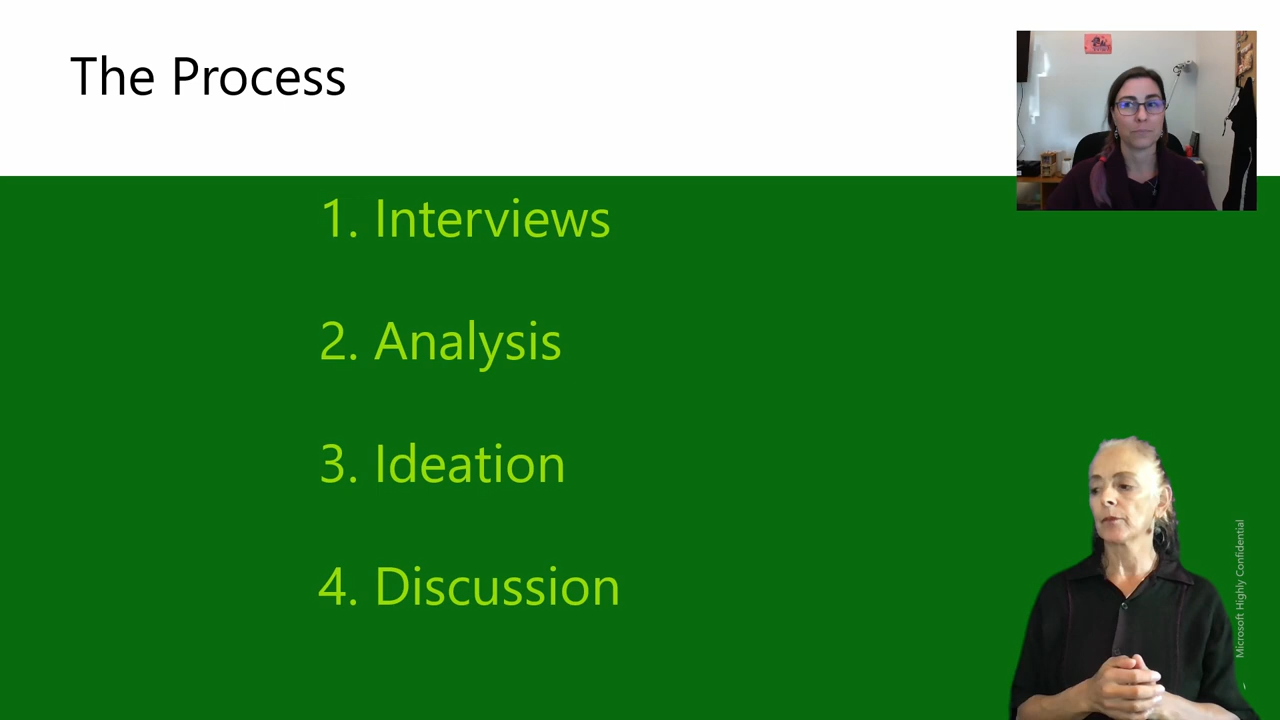 The Process
1. Interviews
2. Analysis
3. Ideation
4. Discussion
Microsoft Highly Confidential